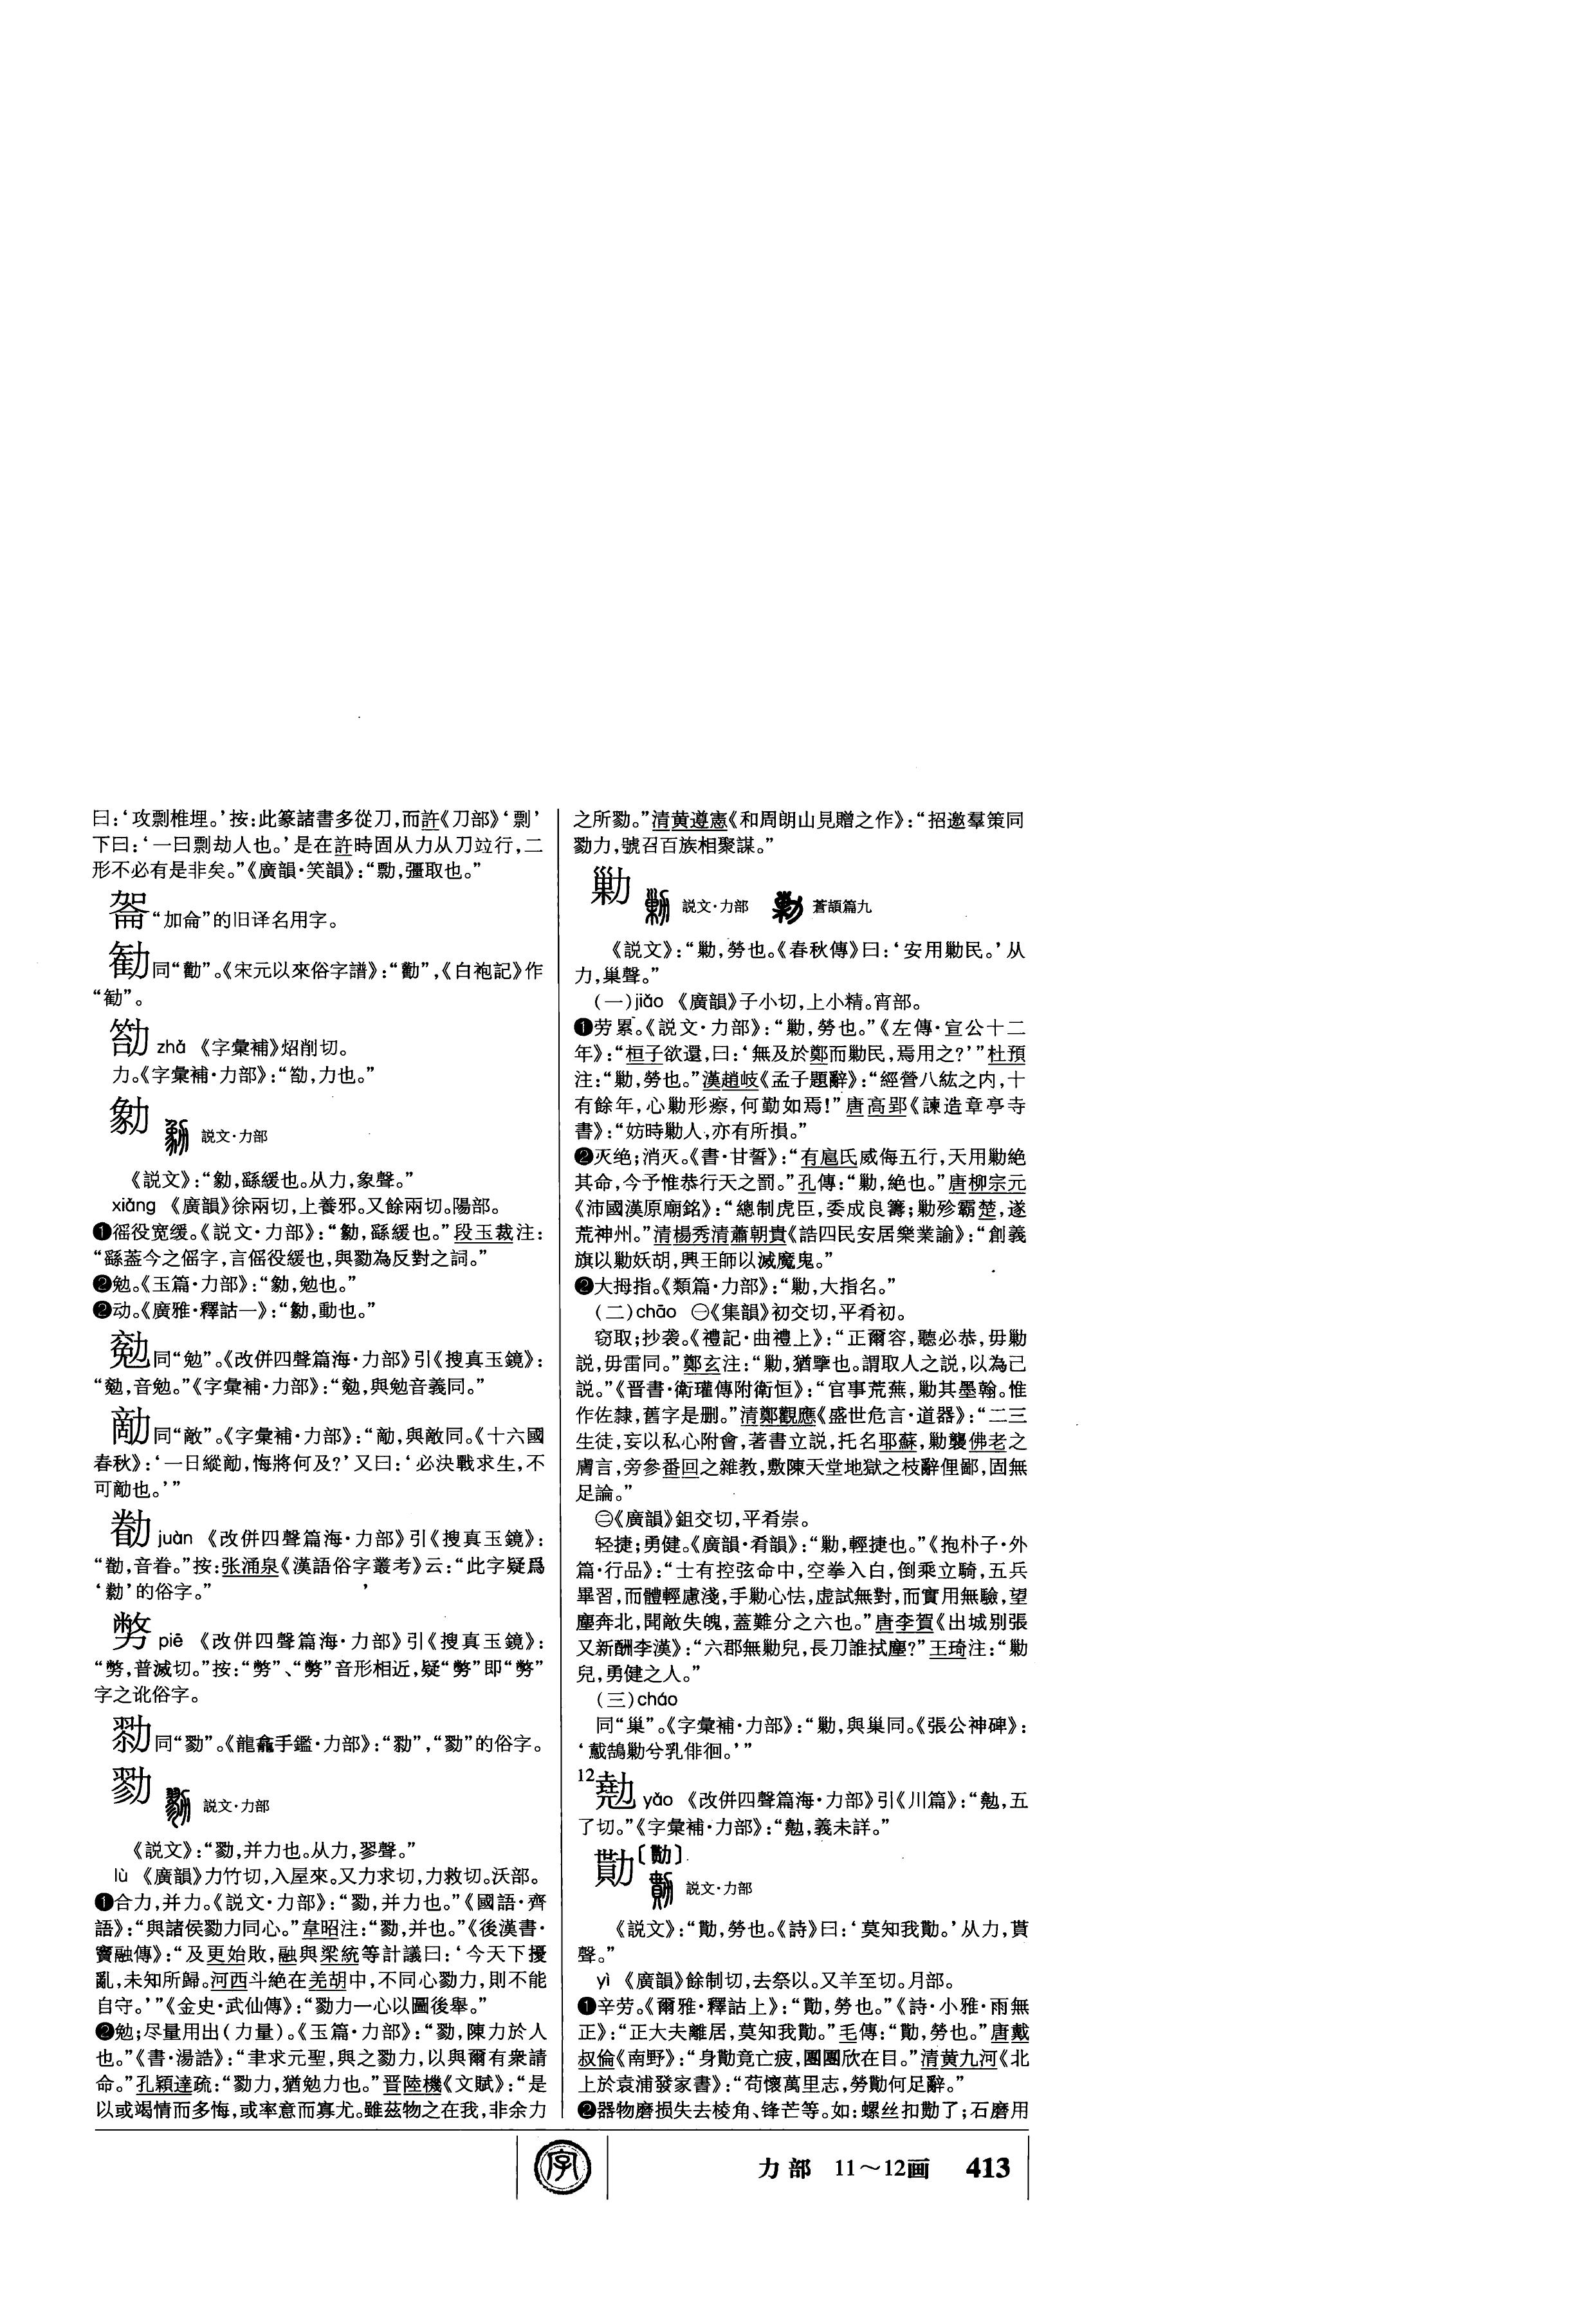 曰：‘攻剽椎埋。’按：此篆諸書多從刀，而許《刀部》‘剽’
下曰：‘一曰剽劫人也。’是在許時固从力从刀竝行，二
形不必有是非矣。”《廣韻·笑韻》：“勡，彊取也。”
“加侖”的旧译名用字。
同“勸”。《宋元以來俗字譜》：“勸”，《白袍記》作
zhǎ 《字彙補》炤削切。
力。《字彙補·力部》：“劄，力也。”
勨 説文·力部
《説文》：“勨，繇緩也。从力，象聲。”
xiǎng 《廣韻》徐兩切，上養邪。又餘兩切。陽部。
❶徭役宽缓。《説文·力部》：“勨，繇緩也。”段玉裁注：
“繇蓋今之傜字，言傜役緩也，與勠為反對之詞。”
❷勉。《玉篇·力部》：“勨，勉也。”
❷动。《廣雅·釋詁一》：“勨，動也。”
同“勉”。《改併四聲篇海·力部》引《搜真玉鏡》：
音勉。”《字彙補·力部》：“與勉音義同。”
同“敵”。《字彙補·力部》：“與敵同。《十六國
春秋》：‘一日縱，悔將何及？’又曰：‘必決戰求生，不
可也。’”
juàn 《改併四聲篇海·力部》引《搜真玉鏡》：
音眷。”按：张涌泉《漢語俗字叢考》云：“此字疑爲
‘勬’的俗字。”
piē 《改併四聲篇海·力部》引《搜真玉鏡》：
普滅切。”按：音形相近，疑即
字之讹俗字。
同“勠”。《龍龕手鑑·力部》：“勠”的俗字。
勠 説文·力部
《説文》：“勠，并力也。从力，翏聲。”
lù 《廣韻》力竹切，入屋來。又力求切，力救切。沃部。
❶合力，并力。《説文·力部》：“勠，并力也。”《國語·齊
語》：“與諸侯勠力同心。”韋昭注：“勠，并也。”《後漢書·
竇融傳》：“及更始敗，融與梁統等計議曰：‘今天下擾
亂，未知所歸。河西斗絶在羌胡中，不同心勠力，則不能
自守。’”《金史·武仙傳》：“勠力一心以圖後舉。”
❷勉；尽量用出（力量）。《玉篇·力部》：“勠，陳力於人
也。”《書·湯誥》：“聿求元聖，與之勠力，以與爾有衆請
命。”孔穎達疏：“勠力，猶勉力也。”晋陸機《文賦》：“是
以或竭情而多悔，或率意而寡尤。雖茲物之在我，非余力
之所勠。”清黄遵憲《和周朗山見贈之作》：“招邀羣策同
勠力，號召百族相聚謀。”
勦 説文·力部 蒼頡篇九
《説文》：“勦，勞也。《春秋傳》曰：‘安用勦民。’从
力，巢聲。”
（一）jiǎo 《廣韻》子小切，上小精。宵部。
❶劳累。《説文·力部》：“勦，勞也。”《左傳·宣公十二
年》：“桓子欲還，曰：‘無及於鄭而勦民，焉用之？’”杜預
注：“勦，勞也。”漢趙岐《孟子題辭》：“經營八紘之内，十
有餘年，心勦形瘵，何勤如焉！”唐高郢《諫造章亭寺
書》：“妨時勦人，亦有所損。”
❷灭绝；消灭。《書·甘誓》：“有扈氏威侮五行，天用勦絶
其命，今予惟恭行天之罰。”孔傳：“勦，絶也。”唐柳宗元
《沛國漢原廟銘》：“總制虎臣，委成良籌；勦殄霸楚，遂
荒神州。”清楊秀清蕭朝貴《誥四民安居樂業諭》：“創義
旗以勦妖胡，興王師以滅魔鬼。”
❷大拇指。《類篇·力部》：“勦，大指名。”
（二）chāo ㊀《集韻》初交切，平肴初。
窃取；抄袭。《禮記·曲禮上》：“正爾容，聽必恭，毋勦
説，毋雷同。”鄭玄注：“勦，猶擥也。謂取人之説，以為己
説。”《晋書·衛瓘傳附衛恒》：“官事荒蕪，勦其墨翰。惟
作佐隸，舊字是删。”清鄭觀應《盛世危言·道器》：“二三
生徒，妄以私心附會，著書立説，托名耶蘇，勦襲佛老之
膚言，旁參番回之雜教，敷陳天堂地獄之枝辭俚鄙，固無
足論。”
㊁《廣韻》鉏交切，平肴崇。
轻捷；勇健。《廣韻·肴韻》：“勦，輕捷也。”《抱朴子·外
篇·行品》：“士有控弦命中，空拳入白，倒乘立騎，五兵
畢習，而體輕慮淺，手勦心怯，虚試無對，而實用無驗，望
塵奔北，聞敵失魄，蓋難分之六也。”唐李賀《出城别張
又新酬李漢》：“六郡無勦兒，長刀誰拭塵？”王琦注：“勦
兒，勇健之人。”
（三）cháo
同“巢”。《字彙補·力部》：“勦，與巢同。《張公神碑》：
‘戴鵠勦兮乳俳徊。’”
12 yǎo 《改併四聲篇海·力部》引《川篇》：“五
了切。”《字彙補·力部》：“義未詳。”
勩〔勚〕 説文·力部
《説文》：“勩，勞也。《詩》曰：‘莫知我勩。’从力，貰
聲。”
yì 《廣韻》餘制切，去祭以。又羊至切。月部。
❶辛劳。《爾雅·釋詁上》：“勩，勞也。”《詩·小雅·雨無
正》：“正大夫離居，莫知我勩。”毛傳：“勩，勞也。”唐戴
叔倫《南野》：“身勩竟亡疲，團團欣在目。”清黄九河《北
上於袁浦發家書》：“苟懷萬里志，勞勩何足辭。”
❷器物磨损失去棱角、锋芒等。如：螺丝扣勩了；石磨用
字 力部 11～12画 413